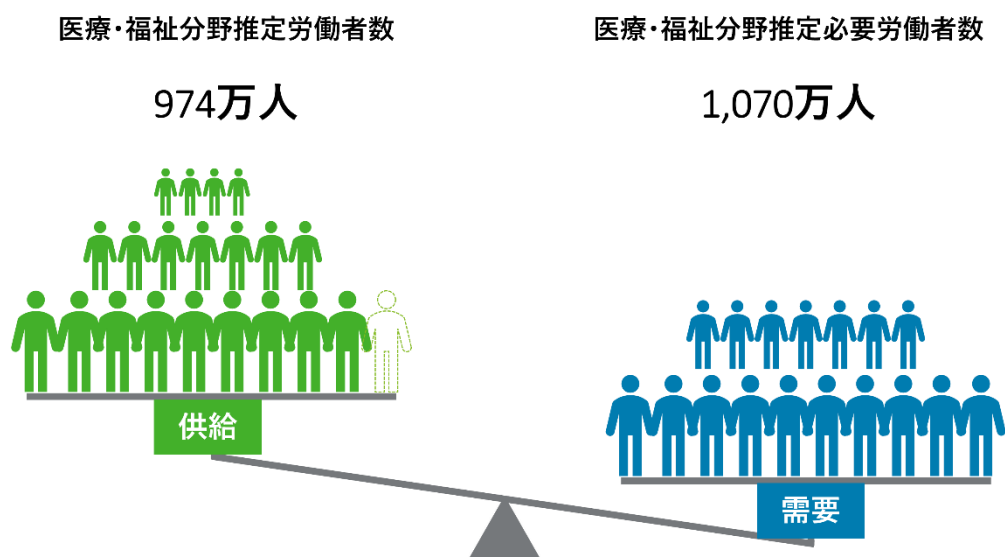 医療・福祉分野推定労働者数
974万人
供給
医療・福祉分野推定必要労働者数
1,070万人
需要